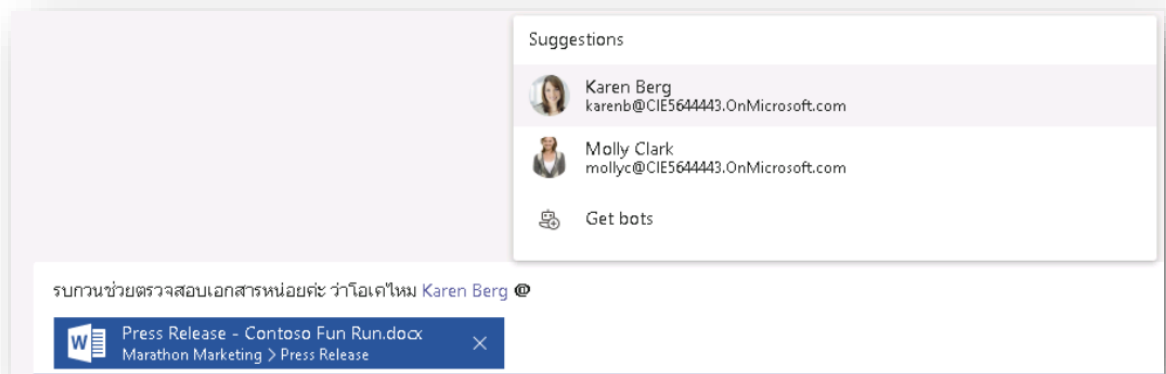 Suggestions
Karen Berg
karenb@CIE5644443.OnMicrosoft.com
Molly Clark
mollyc@CIE5644443.OnMicrosoft.com
Get bots
รบกวนช่วยตรวจสอบเอกสารหน่อยค่ะ ว่าโอเคไหม Karen Berg @
Press Release - Contoso Fun Run.docx
Marathon Marketing > Press Release